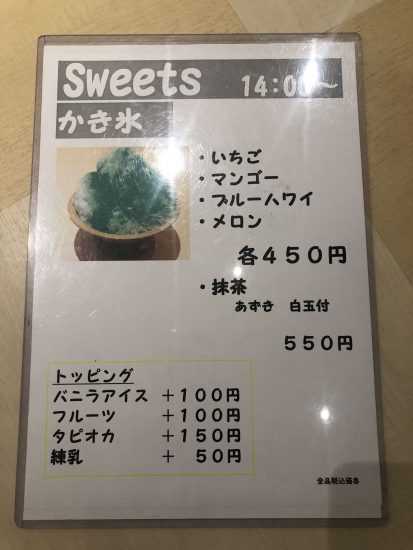 Sweets 14:00～
かき氷
・いちご
・マンゴー
・ブルーハワイ
・メロン
各４５０円
・抹茶
あずき 白玉付
５５０円
トッピング
バニラアイス ＋１００円
フルーツ ＋１００円
タピオカ ＋１５０円
練乳 ＋ ５０円
全品税込価格